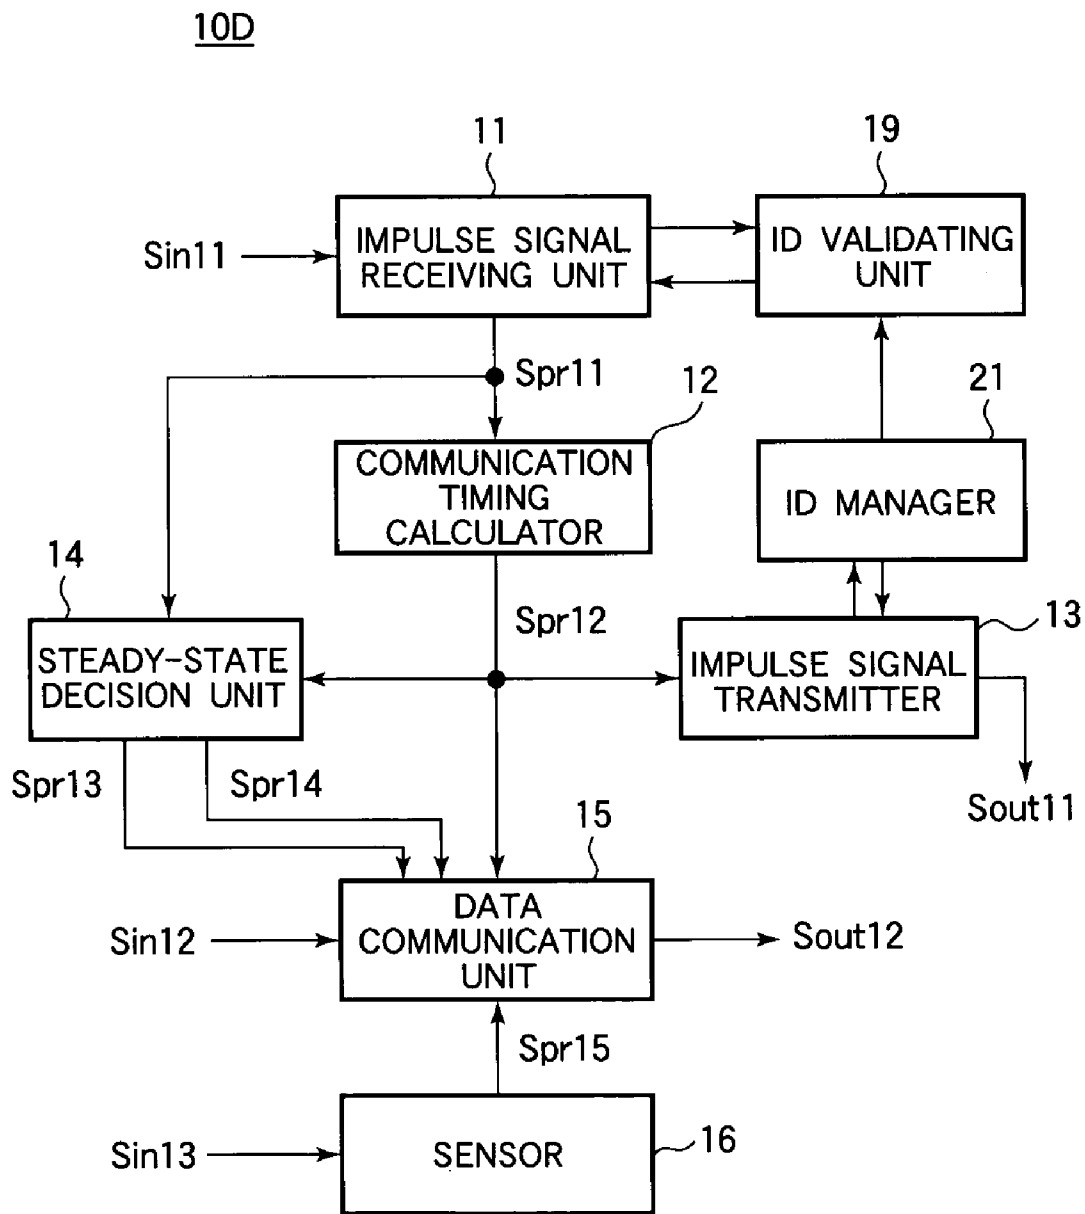 10D
11
19
Sin11
IMPULSE SIGNAL
RECEIVING UNIT
ID VALIDATING
UNIT
Spr11
12
21
COMMUNICATION
TIMING
CALCULATOR
ID MANAGER
14
Spr12
13
STEADY-STATE
DECISION UNIT
IMPULSE SIGNAL
TRANSMITTER
Spr13
Spr14
Sout11
15
Sin12
DATA
COMMUNICATION
UNIT
Sout12
Spr15
Sin13
SENSOR
16